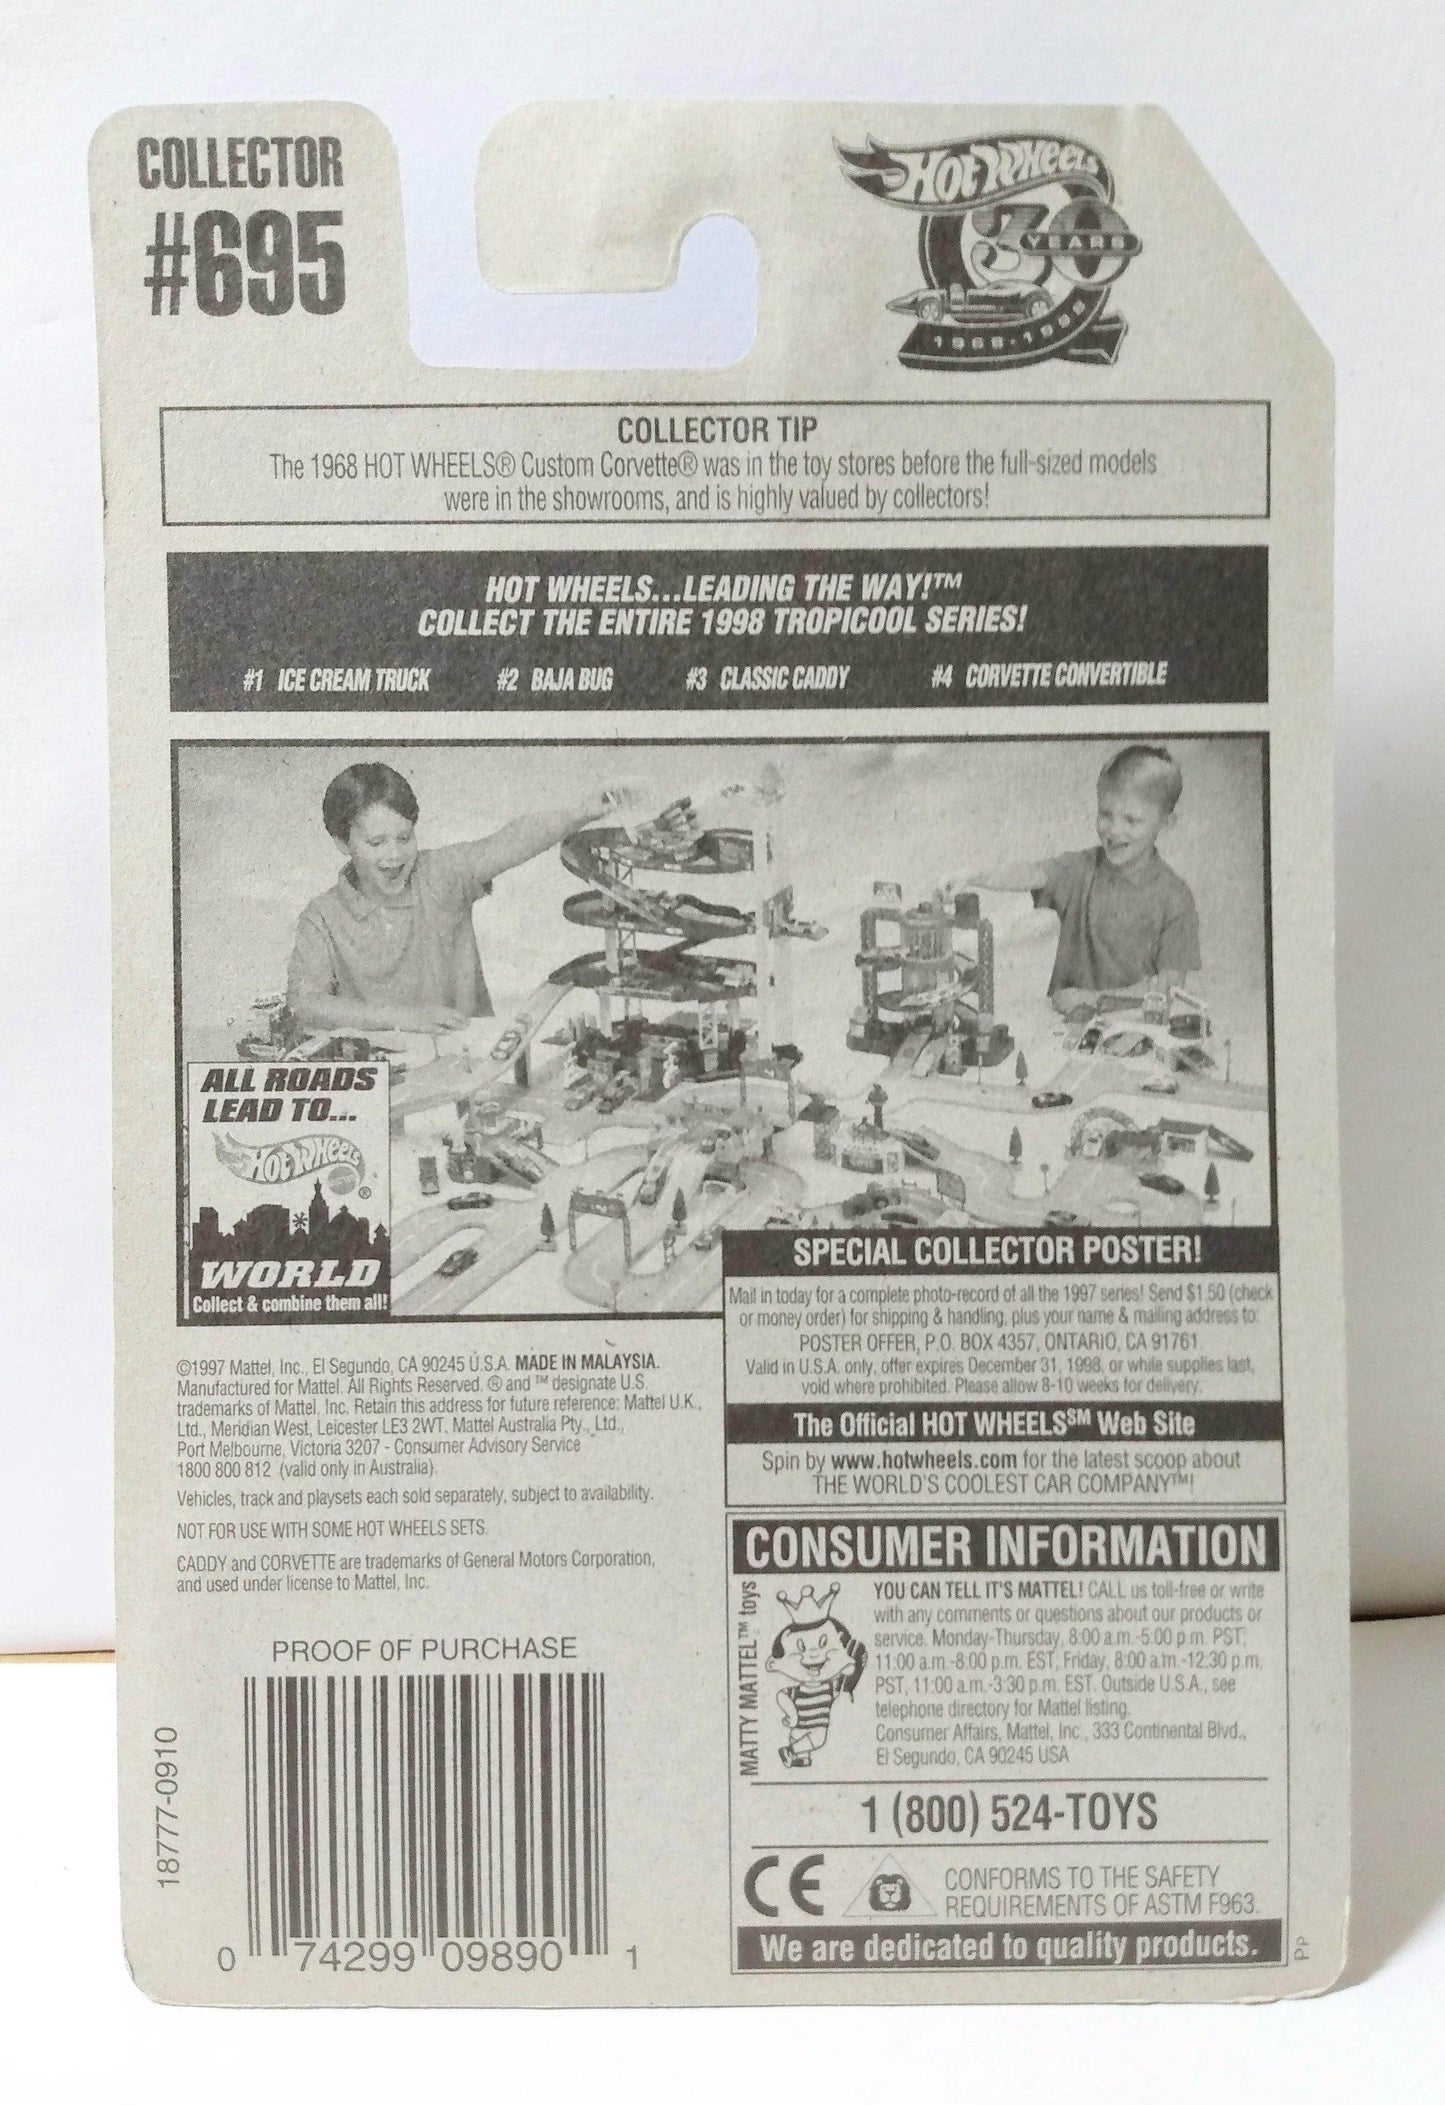 COLLECTOR
#695
HOT WHEELS
30
YEARS
1968-1998
COLLECTOR TIP
The 1968 HOT WHEELS® Custom Corvette® was in the toy stores before the full-sized models
were in the showrooms, and is highly valued by collectors!
HOT WHEELS...LEADING THE WAY!™
COLLECT THE ENTIRE 1998 TROPICOOL SERIES!
#1 ICE CREAM TRUCK #2 BAJA BUG #3 CLASSIC CADDY #4 CORVETTE CONVERTIBLE
ALL ROADS
LEAD TO...
HOT WHEELS®
WORLD
Collect & combine them all!
SPECIAL COLLECTOR POSTER!
Mail in today for a complete photo-record of all the 1997 series! Send $1.50 (check
or money order) for shipping & handling, plus your name & mailing address to:
POSTER OFFER, P.O. BOX 4357, ONTARIO, CA 91761.
Valid in U.S.A. only, offer expires December 31, 1998, or while supplies last,
void where prohibited. Please allow 8-10 weeks for delivery.
The Official HOT WHEELS℠ Web Site
Spin by www.hotwheels.com for the latest scoop about
THE WORLD'S COOLEST CAR COMPANY™!
©1997 Mattel, Inc., El Segundo, CA 90245 U.S.A. MADE IN MALAYSIA.
Manufactured for Mattel. All Rights Reserved. ® and ™ designate U.S.
trademarks of Mattel, Inc. Retain this address for future reference: Mattel U.K.,
Ltd., Meridian West, Leicester LE3 2WT. Mattel Australia Pty., Ltd.,
Port Melbourne, Victoria 3207 - Consumer Advisory Service
1800 800 812 (valid only in Australia).
Vehicles, track and playsets each sold separately, subject to availability.
NOT FOR USE WITH SOME HOT WHEELS SETS.
CADDY and CORVETTE are trademarks of General Motors Corporation,
and used under license to Mattel, Inc.
PROOF OF PURCHASE
18777-0910
0 74299 09890 1
CONSUMER INFORMATION
MATTY MATTEL™ toys
YOU CAN TELL IT'S MATTEL! CALL us toll-free or write
with any comments or questions about our products or
service. Monday-Thursday, 8:00 a.m.-5:00 p.m. PST,
11:00 a.m.-8:00 p.m. EST, Friday, 8:00 a.m.-12:30 p.m.
PST, 11:00 a.m.-3:30 p.m. EST. Outside U.S.A., see
telephone directory for Mattel listing.
Consumer Affairs, Mattel, Inc., 333 Continental Blvd.,
El Segundo, CA 90245 USA
1 (800) 524-TOYS
CE
CONFORMS TO THE SAFETY
REQUIREMENTS OF ASTM F963.
We are dedicated to quality products.
PP